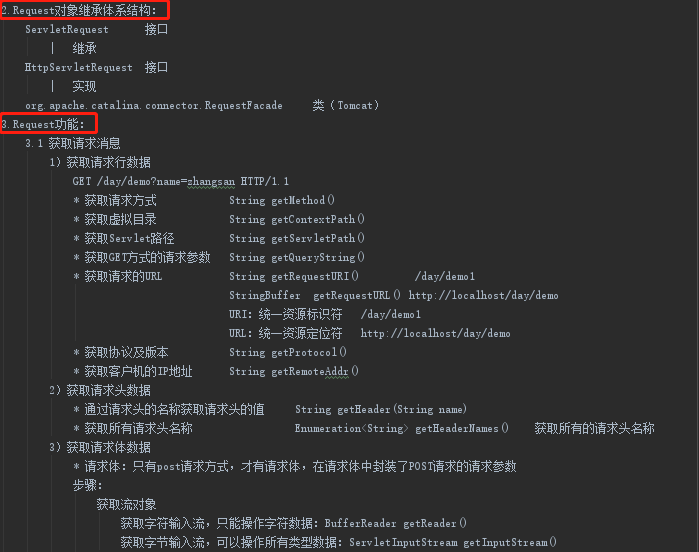 2.Request对象继承体系结构:
ServletRequest 接口
| 继承
HttpServletRequest 接口
| 实现
org.apache.catalina.connector.RequestFacade 类（Tomcat）
3.Request功能:
3.1 获取请求消息
1）获取请求行数据
GET /day/demo?name=zhangsan HTTP/1.1
* 获取请求方式 String getMethod()
* 获取虚拟目录 String getContextPath()
* 获取Servlet路径 String getServletPath()
* 获取GET方式的请求参数 String getQueryString()
* 获取请求的URL String getRequestURI() /day/demo1
StringBuffer getRequestURL() http://localhost/day/demo
URI：统一资源标识符 /day/demo1
URL：统一资源定位符 http://localhost/day/demo
* 获取协议及版本 String getProtocol()
* 获取客户机的IP地址 String getRemoteAddr()
2）获取请求头数据
* 通过请求头的名称获取请求头的值 String getHeader(String name)
* 获取所有请求头名称 Enumeration<String> getHeaderNames() 获取所有的请求头名称
3）获取请求体数据
* 请求体：只有post请求方式，才有请求体，在请求体中封装了POST请求的请求参数
步骤：
获取流对象
获取字符输入流，只能操作字符数据：BufferReader getReader()
获取字节输入流，可以操作所有类型数据：ServletInputStream getInputStream()